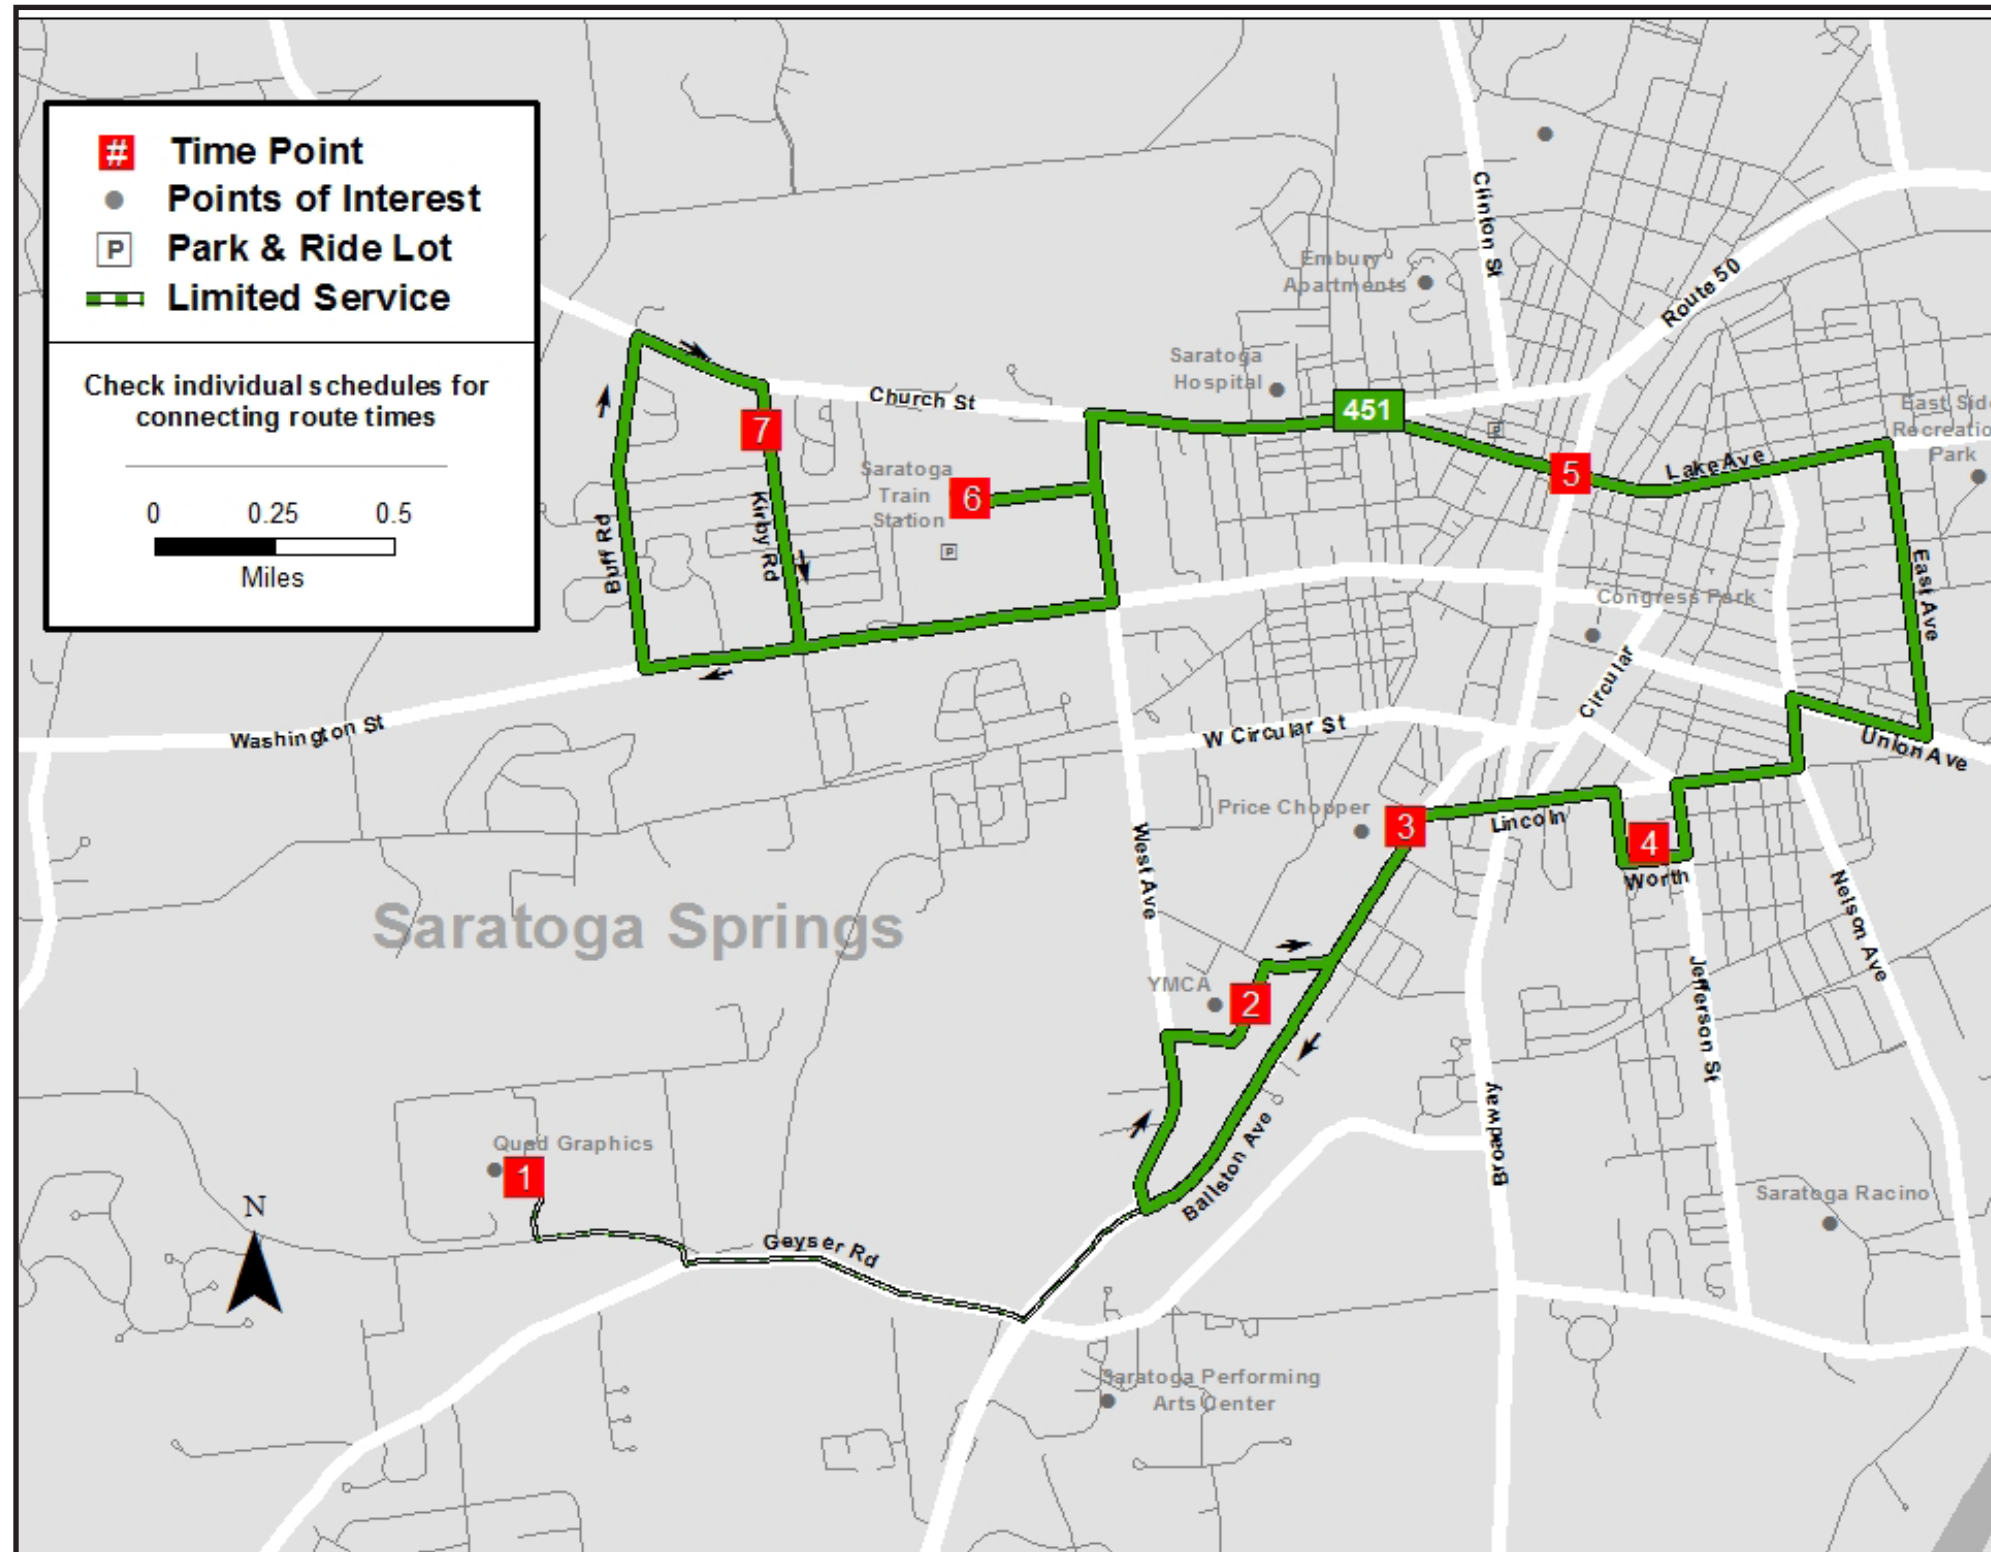 # Time Point
Points of Interest
P Park & Ride Lot
Limited Service
Check individual schedules for
connecting route times
0 0.25 0.5
Miles
Clinton St
Route 50
Embury
Apartments
Saratoga
Hospital
451
Church St
P
East Side
Recreatio
Park
Lake Ave
5
7
Saratoga
Train
Station
6
P
Kirby Rd
Buff Rd
East Ave
Congress Park
Circular
Washington St
W Circular St
Union Ave
Price Chopper
3
Lincoln
4
Worth
West Ave
Nelson Ave
Saratoga Springs
YMCA
2
Jefferson St
Broadway
Ballston Ave
Quad Graphics
1
N
Geyser Rd
Saratoga Racino
Saratoga Performing
Arts Center